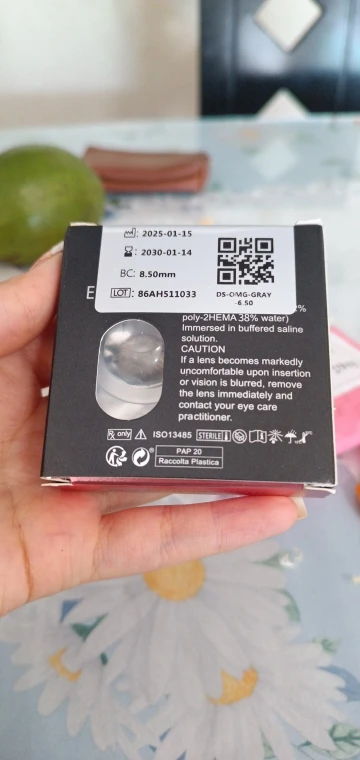 2025-01-15
2030-01-14
BC: 8.50mm
LOT: 86AH511033
DS-OMG-GRAY
-6.50
poly-2HEMA 38% water)
Immersed in buffered saline
solution.
CAUTION
If a lens becomes markedly
uncomfortable upon insertion
or vision is blurred, remove
the lens immediately and
contact your eye care
practitioner.
Rx only ISO13485 STERILE
PAP 20
Raccolta Plastica